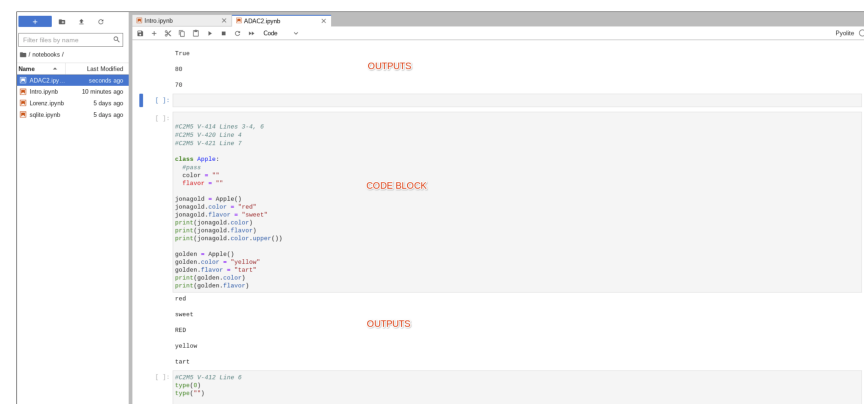 Intro.ipynb × ADAC2.ipynb ×
+ Code Pyolite
Filter files by name
/ notebooks /
Name Last Modified
ADAC2.ipy... seconds ago
Intro.ipynb 10 minutes ago
Lorenz.ipynb 5 days ago
sqlite.ipynb 5 days ago
True
80
70
OUTPUTS
[ ]:
[ ]:
#C2M5 V-414 Lines 3-4, 6
#C2M5 V-420 Line 4
#C2M5 V-421 Line 7
class Apple:
#pass
color = ""
flavor = ""
CODE BLOCK
jonagold = Apple()
jonagold.color = "red"
jonagold.flavor = "sweet"
print(jonagold.color)
print(jonagold.flavor)
print(jonagold.color.upper())
golden = Apple()
golden.color = "yellow"
golden.flavor = "tart"
print(golden.color)
print(golden.flavor)
red
sweet
OUTPUTS
RED
yellow
tart
[ ]: #C2M5 V-412 Line 6
type(0)
type("")